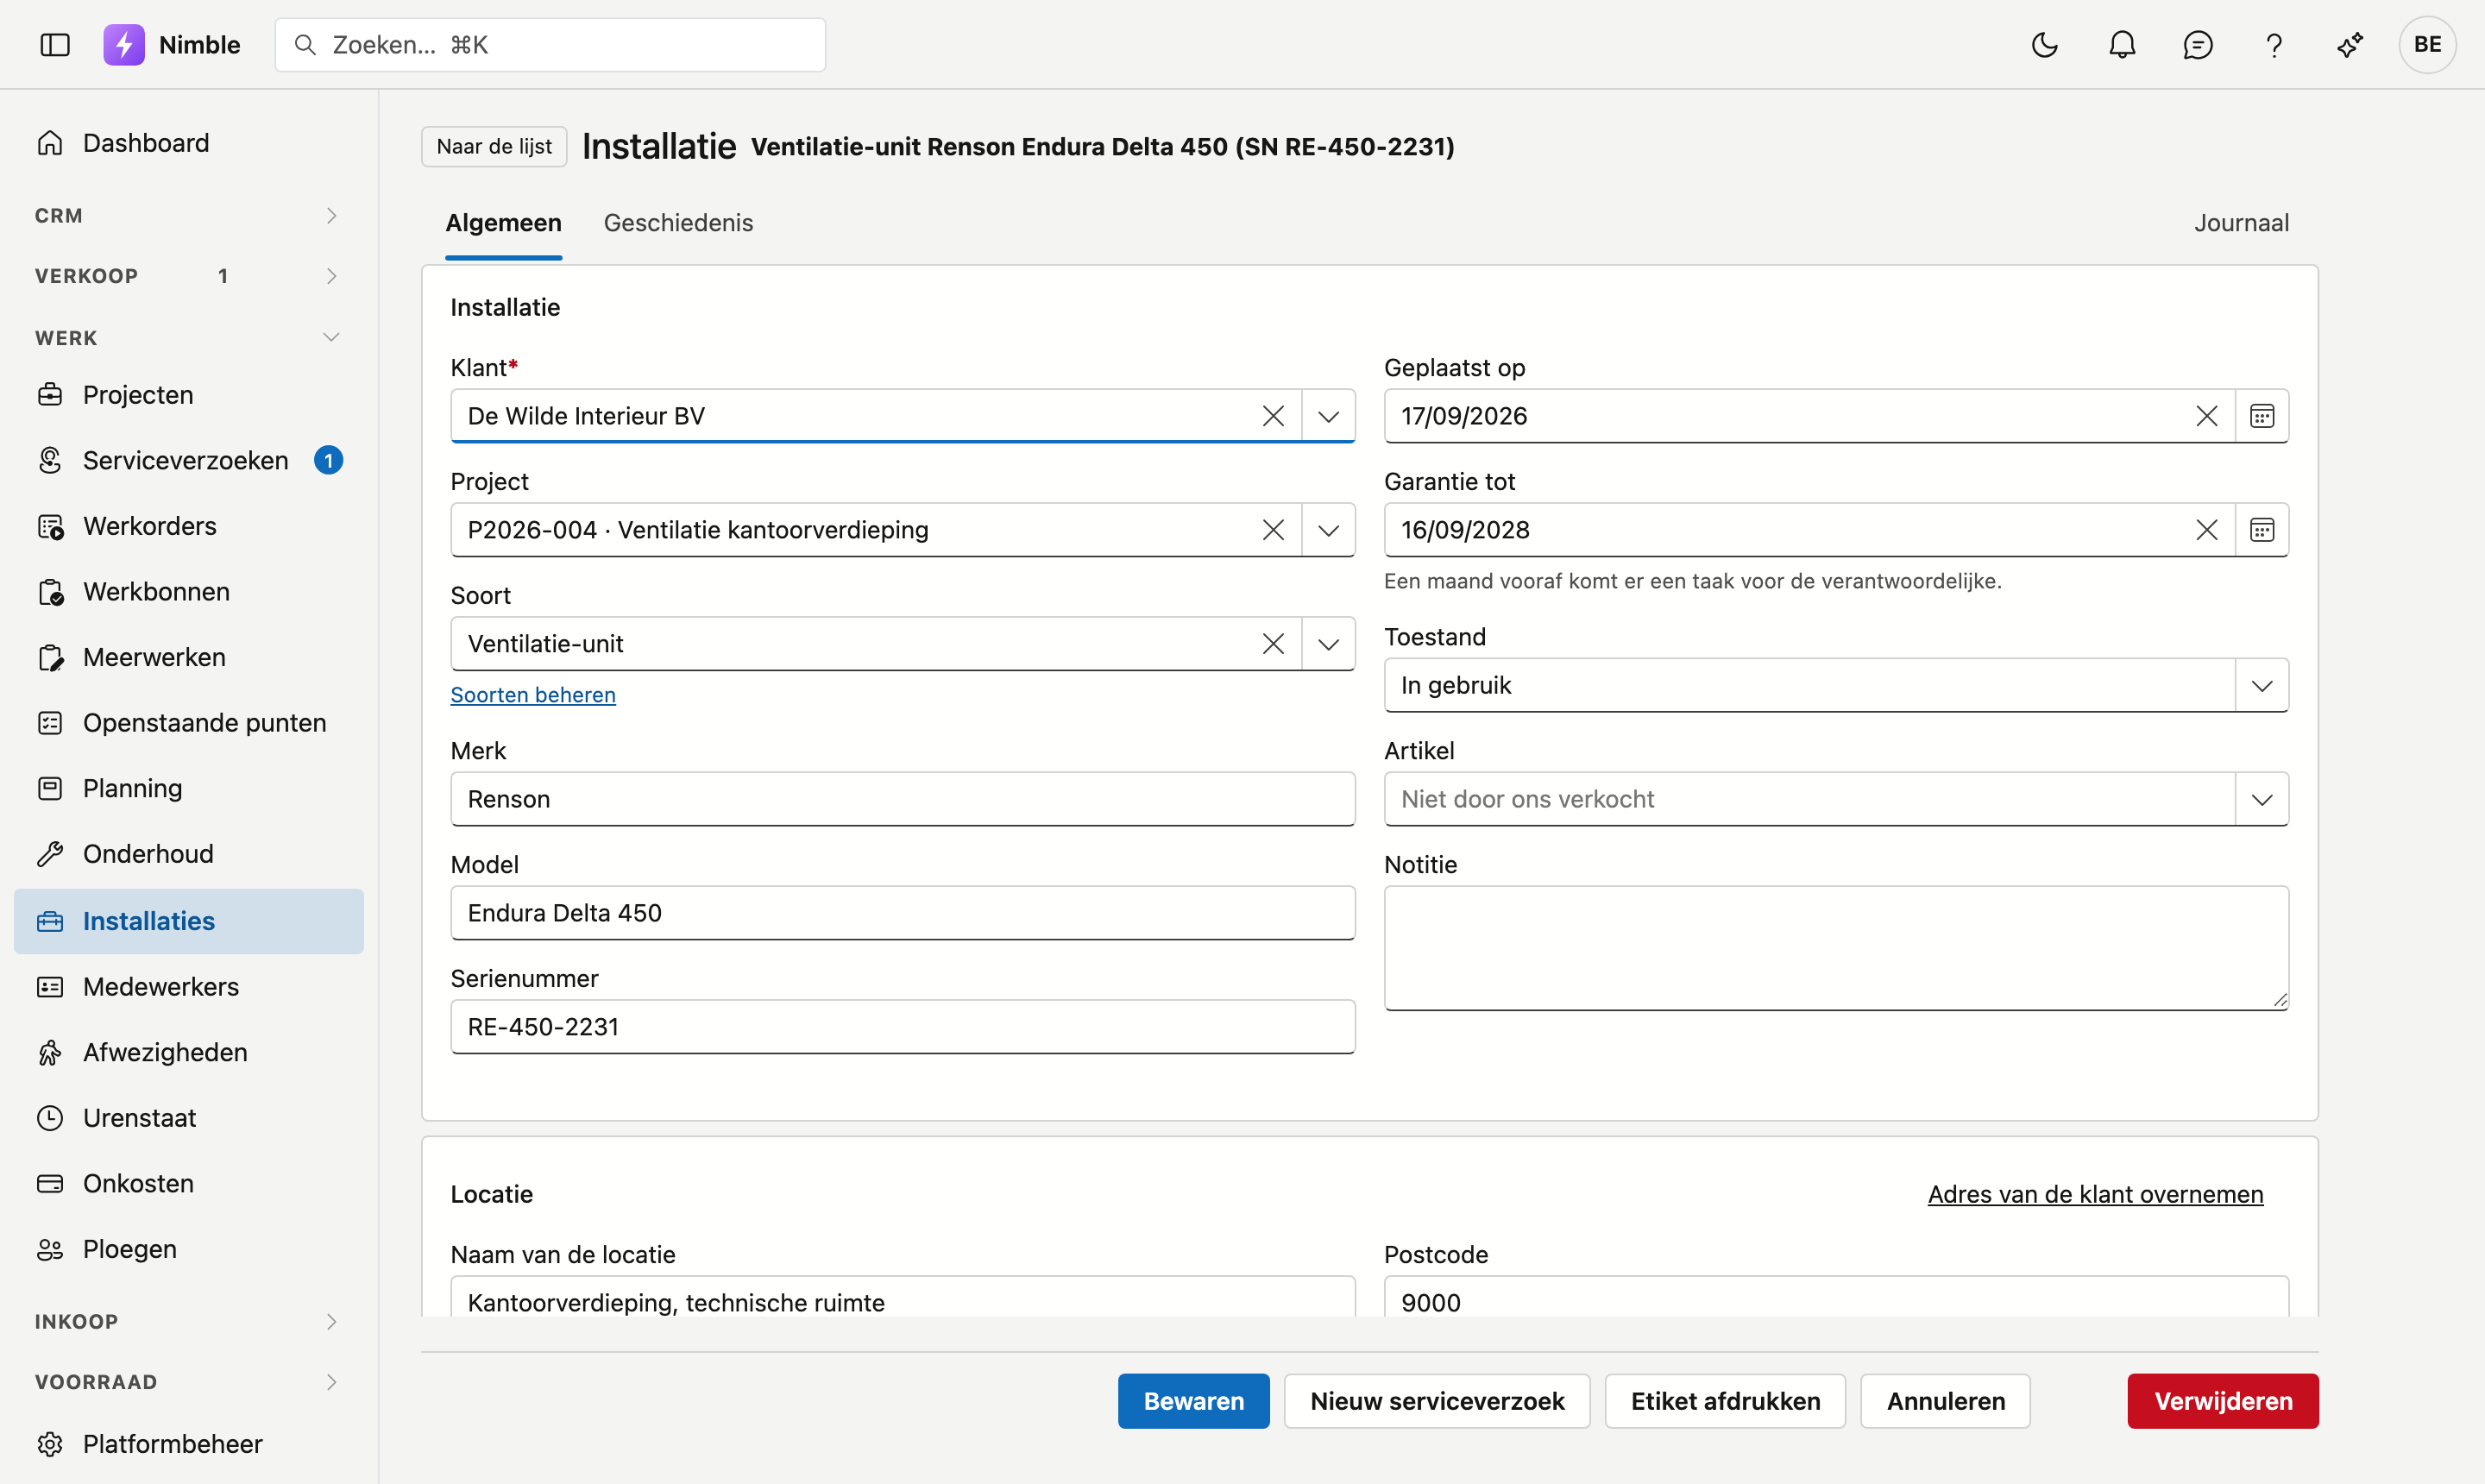 Nimble
Zoeken... ⌘K
BE
Dashboard
CRM
VERKOOP 1
WERK
Projecten
Serviceverzoeken 1
Werkorders
Werkbonnen
Meerwerken
Openstaande punten
Planning
Onderhoud
Installaties
Medewerkers
Afwezigheden
Urenstaat
Onkosten
Ploegen
INKOOP
VOORRAAD
Platformbeheer
Naar de lijst
Installatie Ventilatie-unit Renson Endura Delta 450 (SN RE-450-2231)
Algemeen
Geschiedenis
Journaal
Installatie
Klant*
De Wilde Interieur BV
Project
P2026-004 · Ventilatie kantoorverdieping
Soort
Ventilatie-unit
Soorten beheren
Merk
Renson
Model
Endura Delta 450
Serienummer
RE-450-2231
Geplaatst op
17/09/2026
Garantie tot
16/09/2028
Een maand vooraf komt er een taak voor de verantwoordelijke.
Toestand
In gebruik
Artikel
Niet door ons verkocht
Notitie
Locatie
Adres van de klant overnemen
Naam van de locatie
Kantoorverdieping, technische ruimte
Postcode
9000
Bewaren
Nieuw serviceverzoek
Etiket afdrukken
Annuleren
Verwijderen